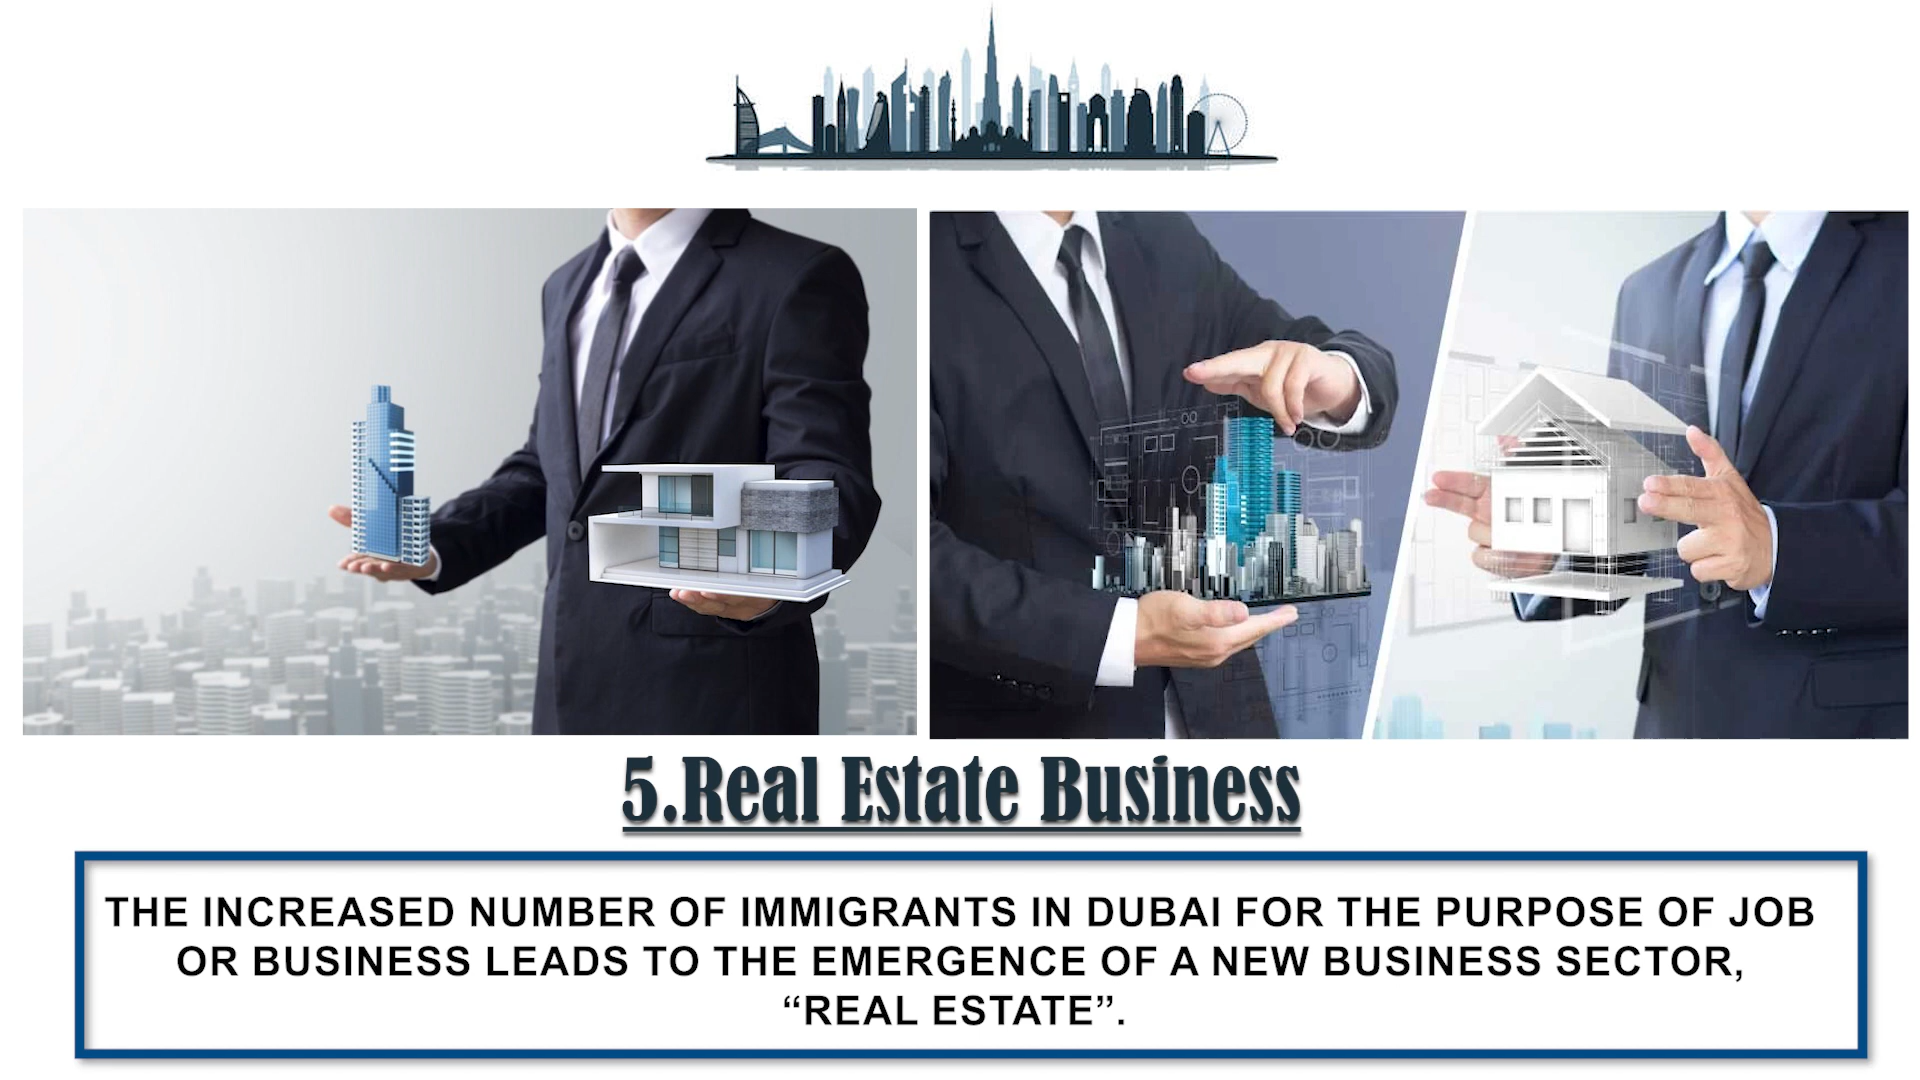 5.Real Estate Business
THE INCREASED NUMBER OF IMMIGRANTS IN DUBAI FOR THE PURPOSE OF JOB
OR BUSINESS LEADS TO THE EMERGENCE OF A NEW BUSINESS SECTOR,
“REAL ESTATE”.